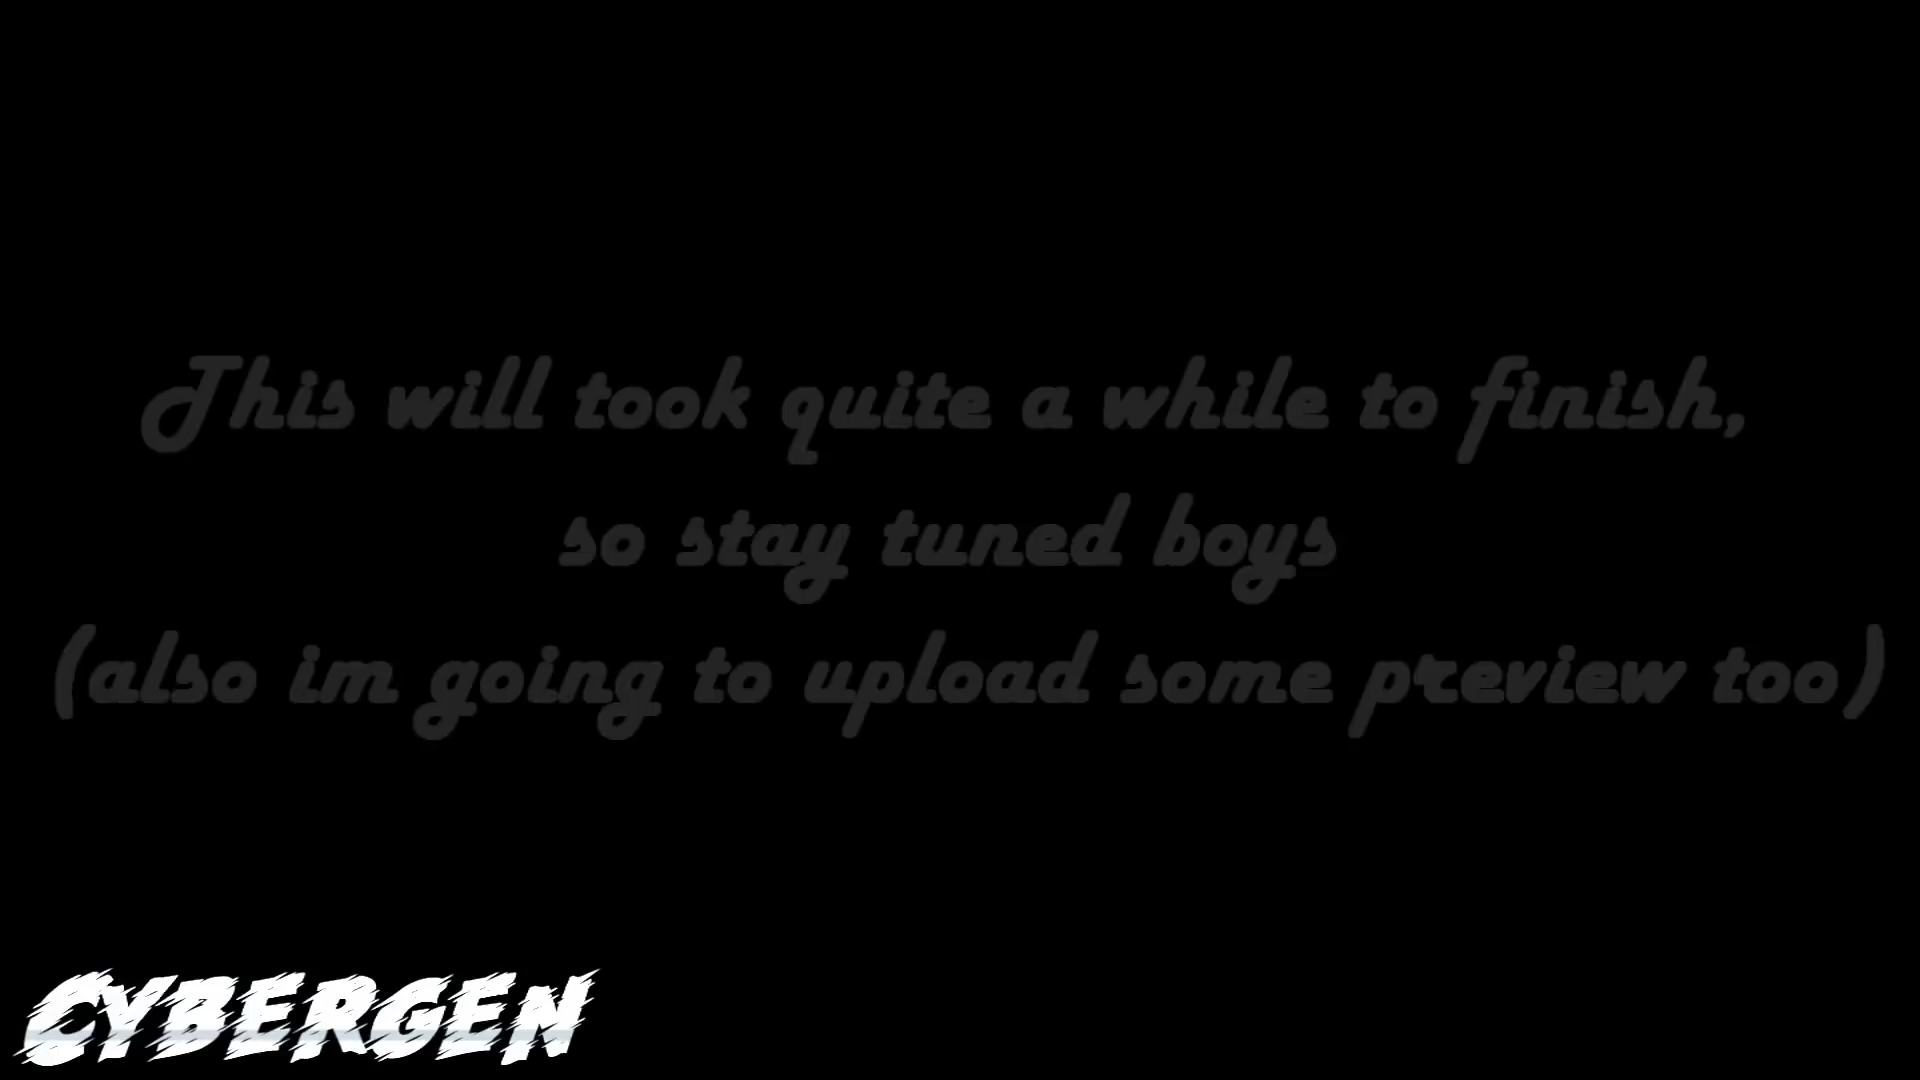 This will took quite a while to finish,
so stay tuned boys
(also im going to upload some preview too)
CYBERGEN